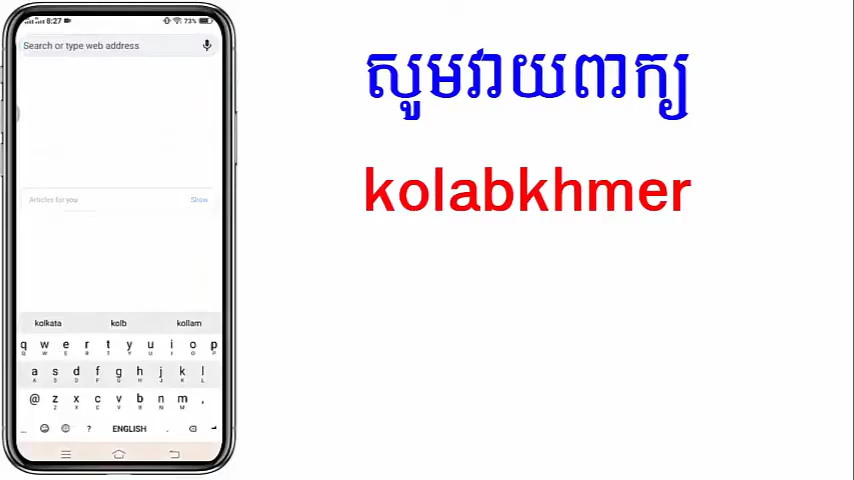 8:27 73%
Search or type web address
សូមវាយពាក្យ
kolabkhmer
Articles for you Show
kolkata kolb kollam
q w e r t y u i o p
Q W E R T Y U I O P
a s d f g h j k l
A S D F G H J K L
@ z x c v b n m ,
Z X C V B N M
? ENGLISH .